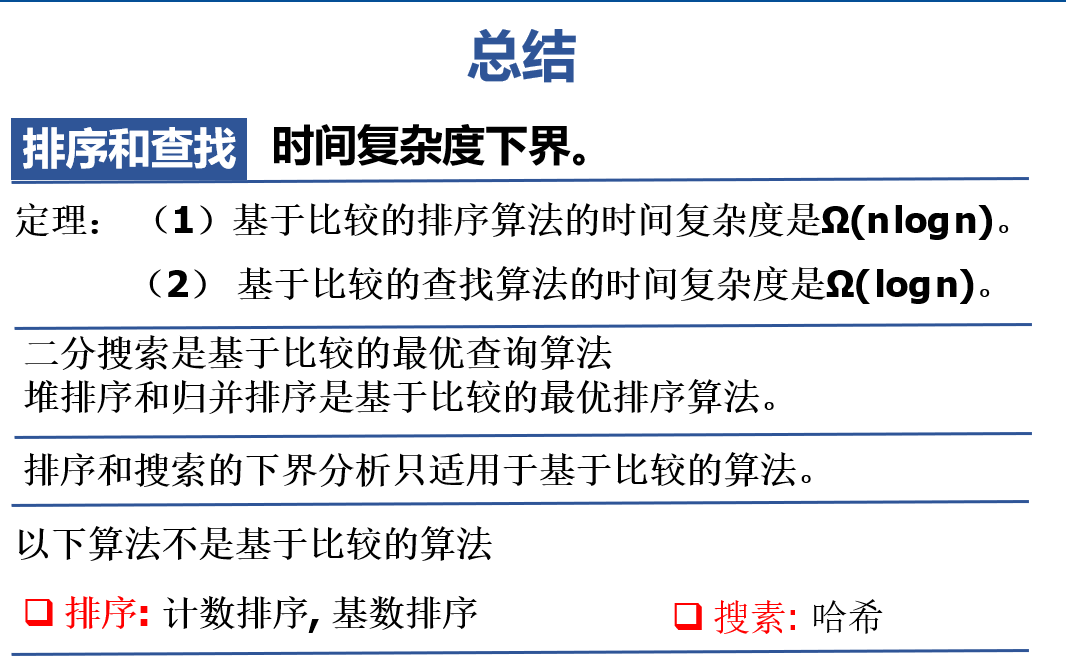 总结
排序和查找 时间复杂度下界。
定理： （1）基于比较的排序算法的时间复杂度是Ω(nlogn)。
（2） 基于比较的查找算法的时间复杂度是Ω(logn)。
二分搜索是基于比较的最优查询算法
堆排序和归并排序是基于比较的最优排序算法。
排序和搜索的下界分析只适用于基于比较的算法。
以下算法不是基于比较的算法
❑ 排序: 计数排序, 基数排序 ❑ 搜素: 哈希